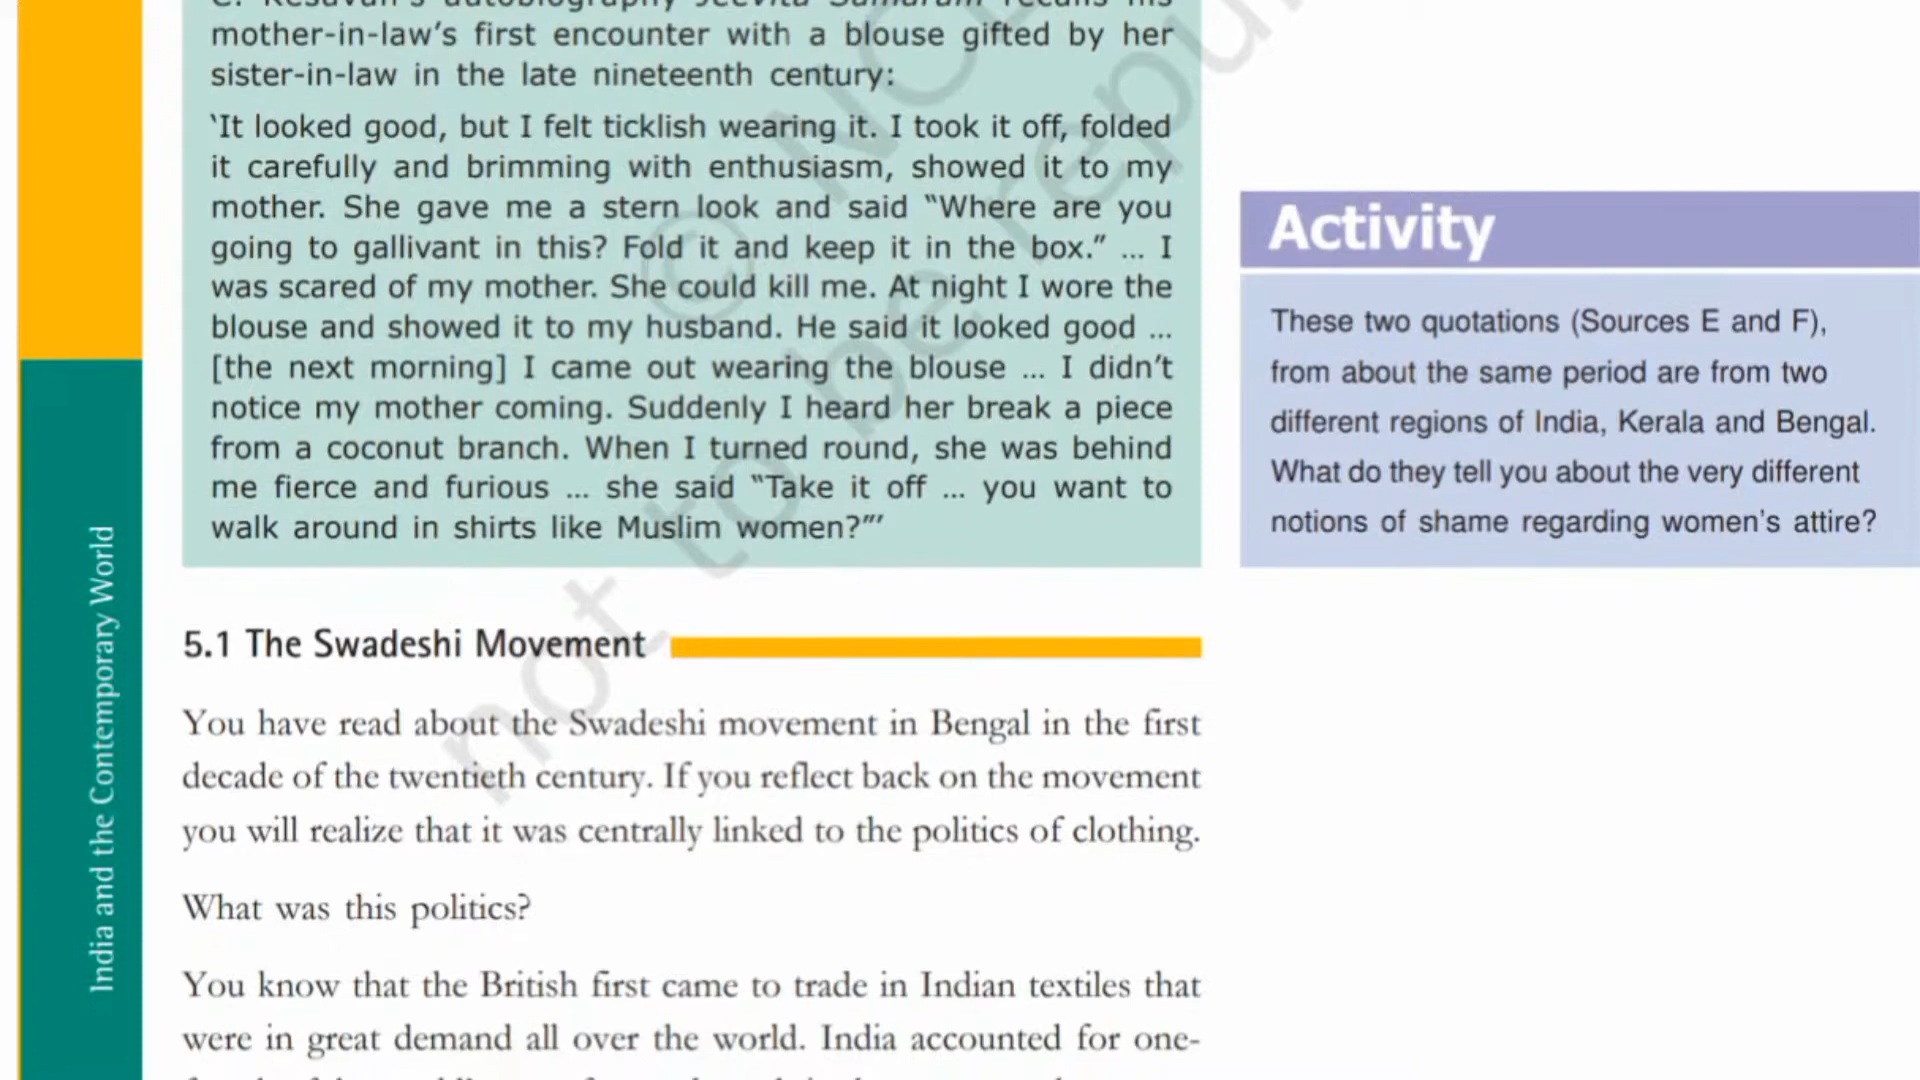 mother-in-law's first encounter with a blouse gifted by her
sister-in-law in the late nineteenth century:
‘It looked good, but I felt ticklish wearing it. I took it off, folded
it carefully and brimming with enthusiasm, showed it to my
mother. She gave me a stern look and said “Where are you
going to gallivant in this? Fold it and keep it in the box.” ... I
was scared of my mother. She could kill me. At night I wore the
blouse and showed it to my husband. He said it looked good ...
[the next morning] I came out wearing the blouse ... I didn’t
notice my mother coming. Suddenly I heard her break a piece
from a coconut branch. When I turned round, she was behind
me fierce and furious ... she said “Take it off ... you want to
walk around in shirts like Muslim women?”’
Activity
These two quotations (Sources E and F),
from about the same period are from two
different regions of India, Kerala and Bengal.
What do they tell you about the very different
notions of shame regarding women's attire?
5.1 The Swadeshi Movement
You have read about the Swadeshi movement in Bengal in the first
decade of the twentieth century. If you reflect back on the movement
you will realize that it was centrally linked to the politics of clothing.
What was this politics?
You know that the British first came to trade in Indian textiles that
were in great demand all over the world. India accounted for one-
India and the Contemporary World
© NCE
not to be repu